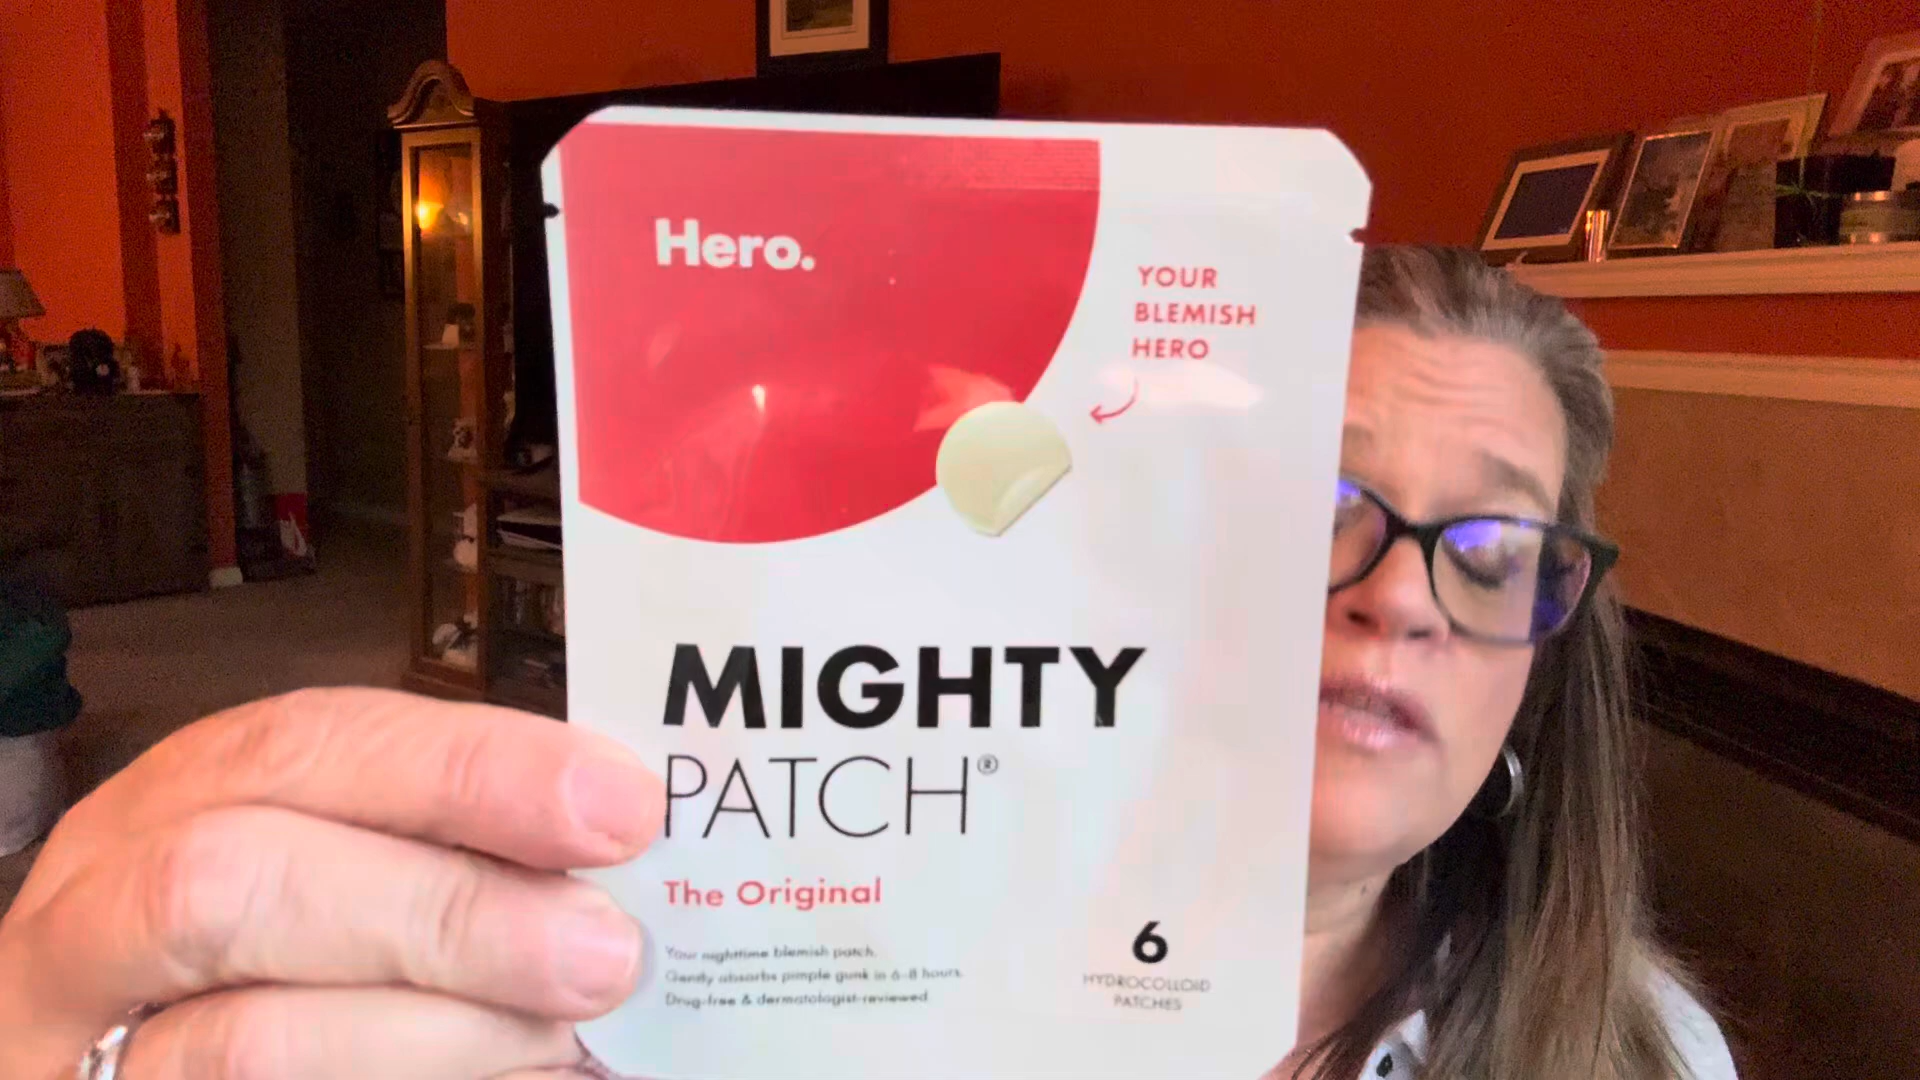 Hero.
YOUR
BLEMISH
HERO
MIGHTY
PATCH®
The Original
Your nighttime blemish patch.
Gently absorbs pimple gunk in 6-8 hours.
Drug-free & dermatologist-reviewed
6
HYDROCOLLOID
PATCHES